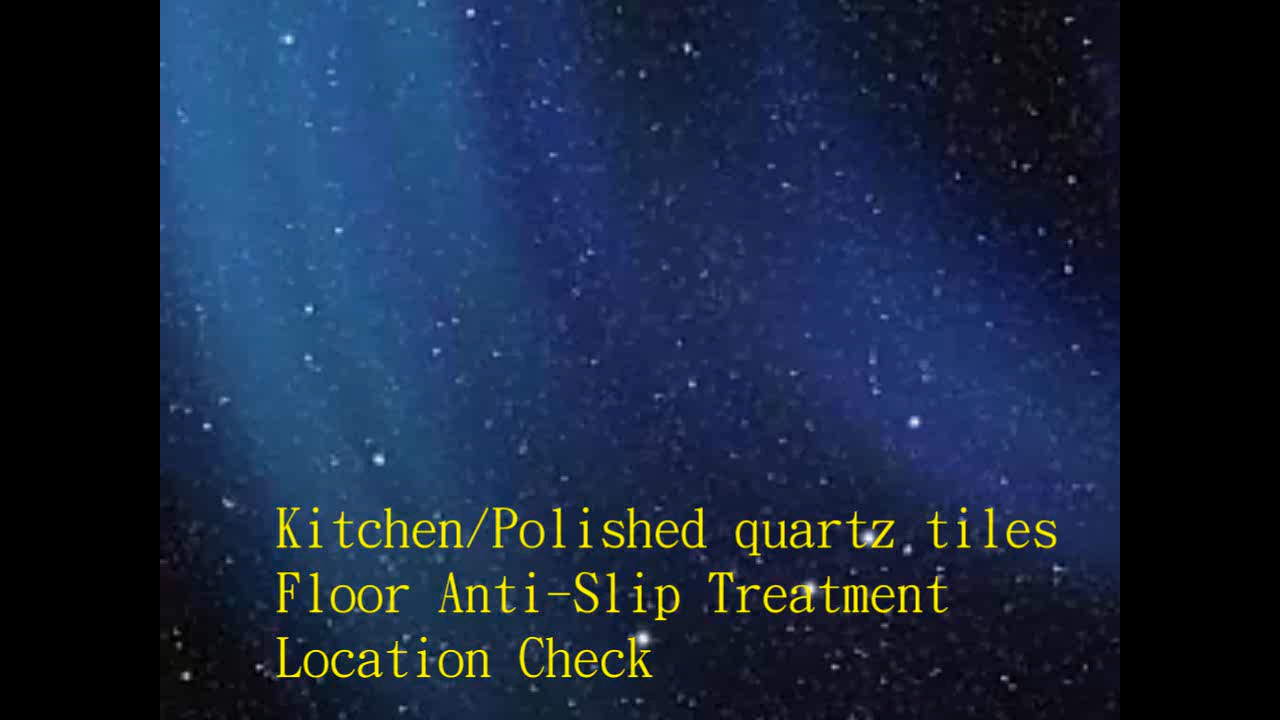 Kitchen/Polished quartz tiles
Floor Anti-Slip Treatment
Location Check